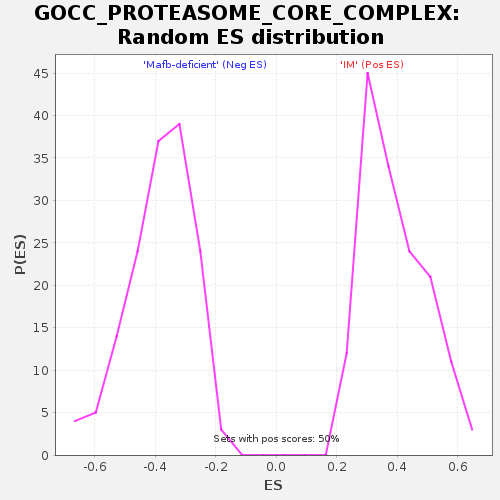 GOCC_PROTEASOME_CORE_COMPLEX:
Random ES distribution
'Mafb-deficient' (Neg ES)
'IM' (Pos ES)
45
40
35
30
25
20
15
10
5
0
P(ES)
Sets with pos scores: 50%
-0.6
-0.4
-0.2
0.0
0.2
0.4
0.6
ES